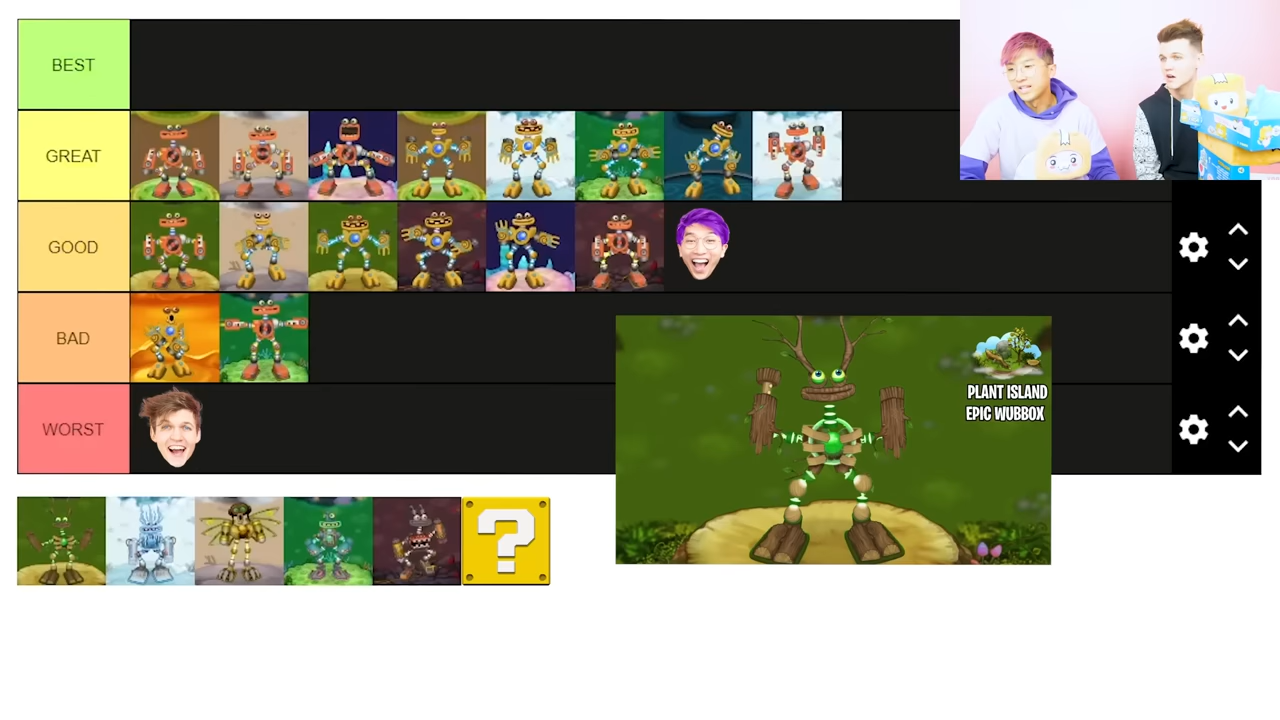 BEST
GREAT
GOOD
BAD
WORST
PLANT ISLAND
EPIC WUBBOX
?